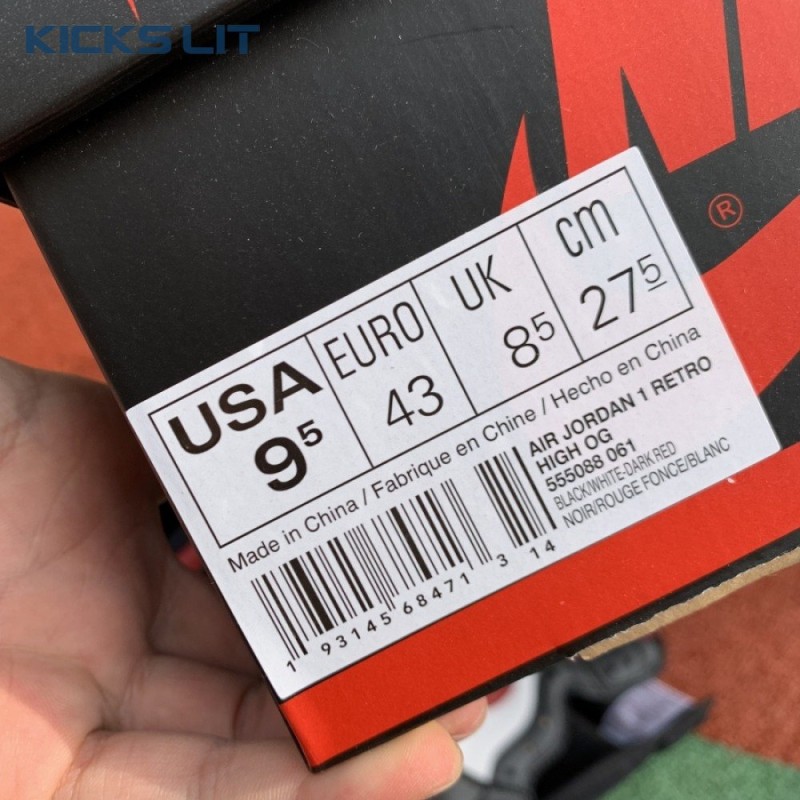 KICKS LIT
®
USA EURO UK cm
9⁵ 43 8⁵ 27⁵
Made in China / Fabrique en Chine / Hecho en China
AIR JORDAN 1 RETRO
HIGH OG
555088 061
BLACK/WHITE-DARK RED
NOIR/ROUGE FONCE/BLANC
1 93145 68471 3 14